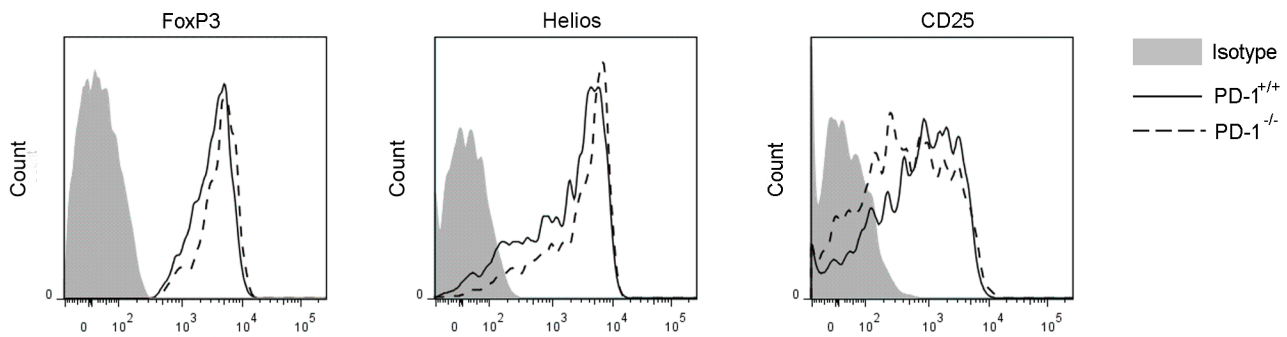 FoxP3
Helios
CD25
Isotype
PD-1+/+
PD-1-/-
Count
Count
Count
0
0
0
0 10² 10³ 10⁴ 10⁵
0 10² 10³ 10⁴ 10⁵
0 10² 10³ 10⁴ 10⁵